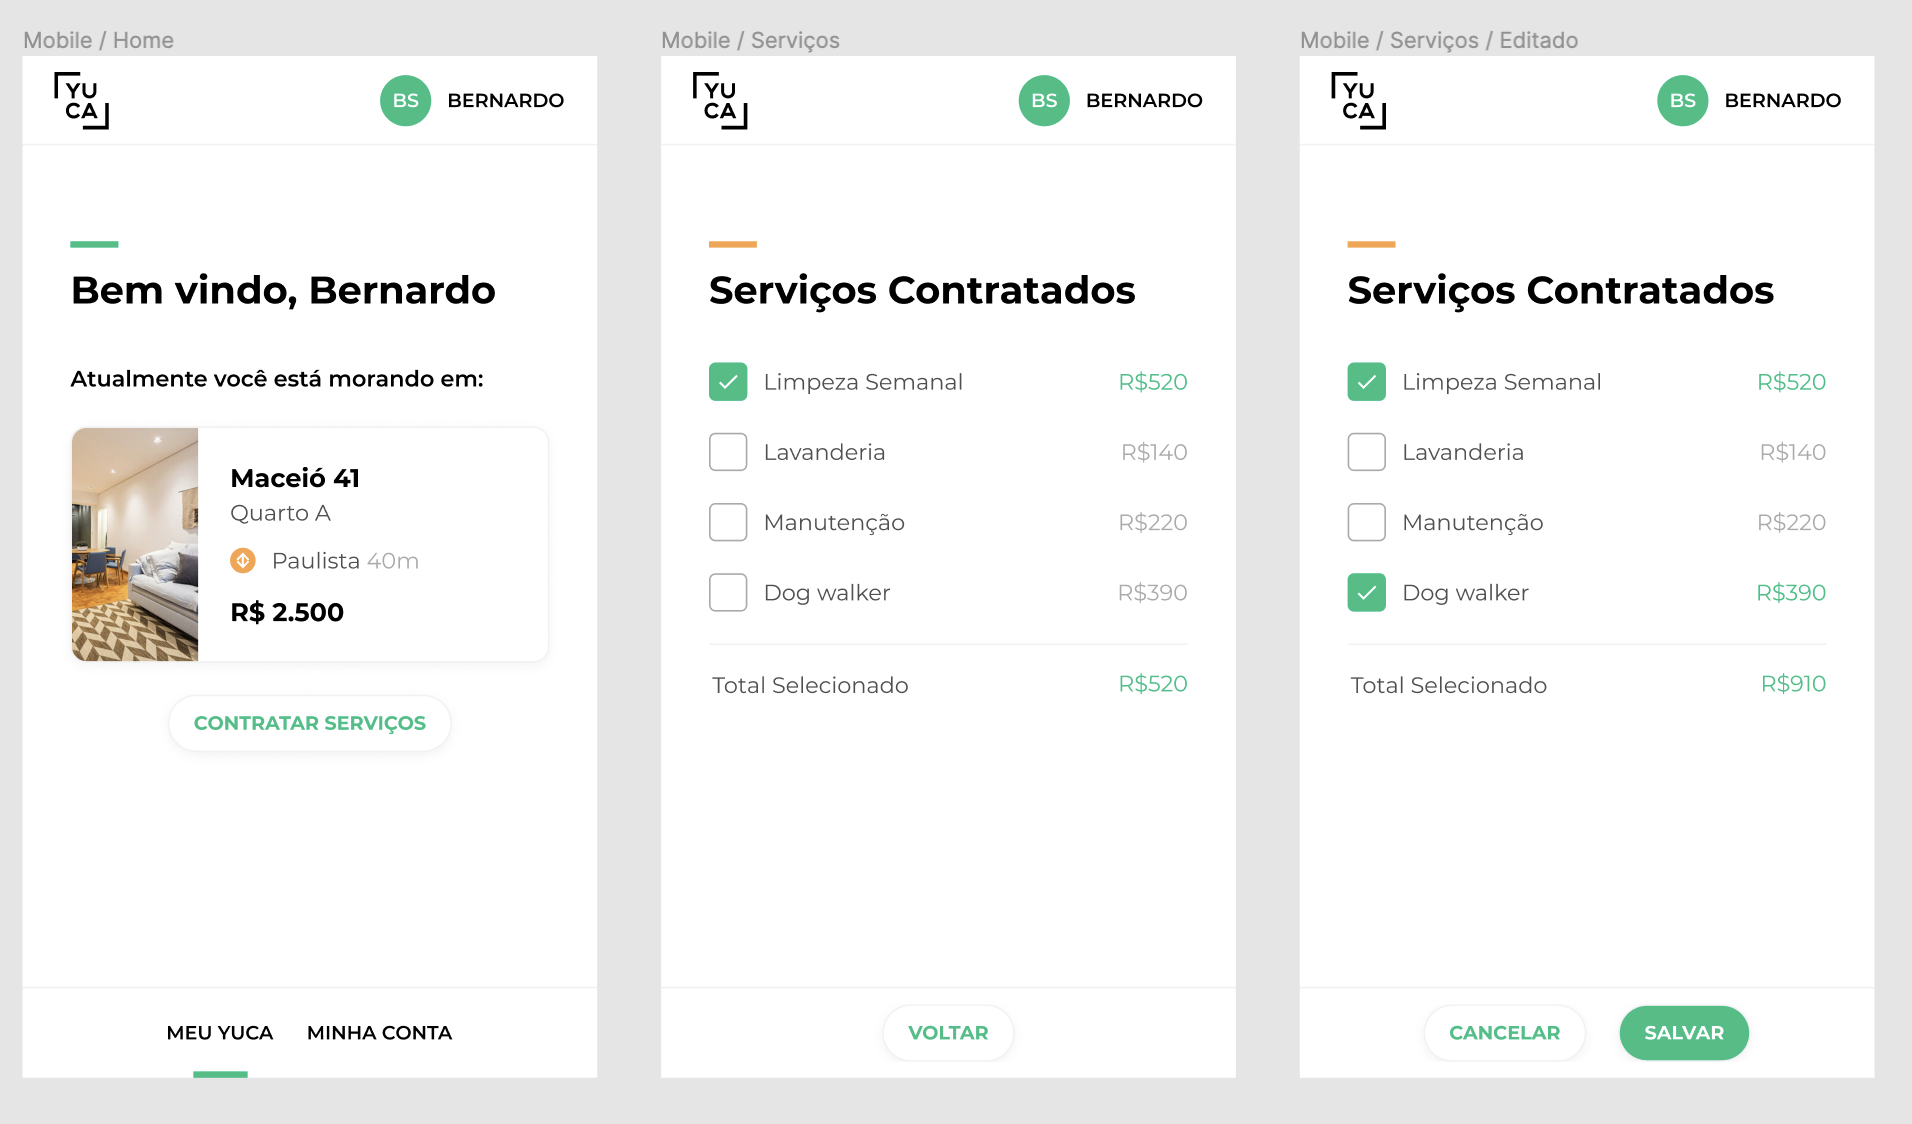 Mobile / Home
YU
CA
BS
BERNARDO
Bem vindo, Bernardo
Atualmente você está morando em:
Maceió 41
Quarto A
Paulista 40m
R$ 2.500
CONTRATAR SERVIÇOS
MEU YUCA
MINHA CONTA
Mobile / Serviços
YU
CA
BS
BERNARDO
Serviços Contratados
Limpeza Semanal R$520
Lavanderia R$140
Manutenção R$220
Dog walker R$390
Total Selecionado R$520
VOLTAR
Mobile / Serviços / Editado
YU
CA
BS
BERNARDO
Serviços Contratados
Limpeza Semanal R$520
Lavanderia R$140
Manutenção R$220
Dog walker R$390
Total Selecionado R$910
CANCELAR
SALVAR